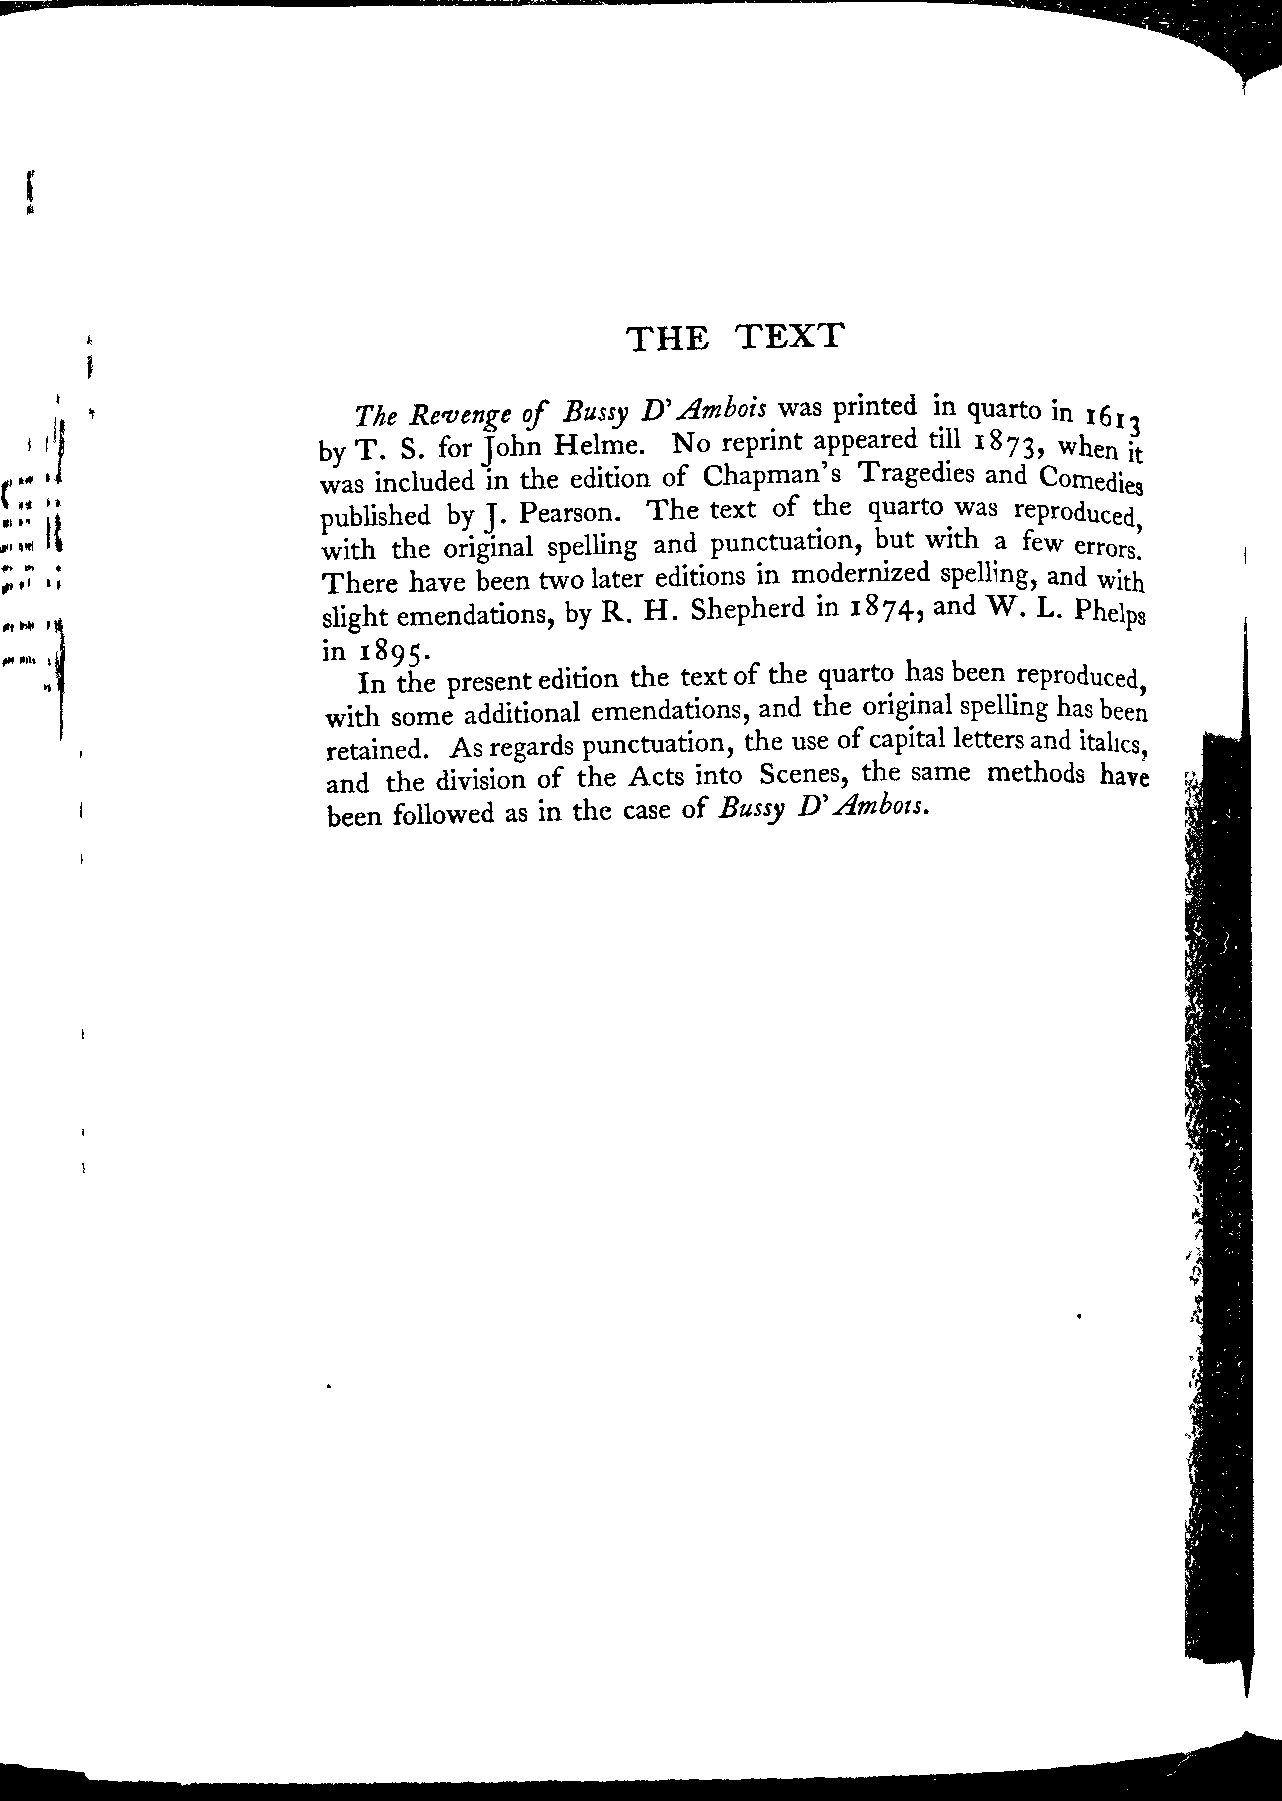 THE TEXT
The Revenge of Bussy D'Ambois was printed in quarto in 1613
by T. S. for John Helme. No reprint appeared till 1873, when it
was included in the edition of Chapman's Tragedies and Comedies
published by J. Pearson. The text of the quarto was reproduced,
with the original spelling and punctuation, but with a few errors.
There have been two later editions in modernized spelling, and with
slight emendations, by R. H. Shepherd in 1874, and W. L. Phelps
in 1895.
In the present edition the text of the quarto has been reproduced,
with some additional emendations, and the original spelling has been
retained. As regards punctuation, the use of capital letters and italics,
and the division of the Acts into Scenes, the same methods have
been followed as in the case of Bussy D'Ambois.